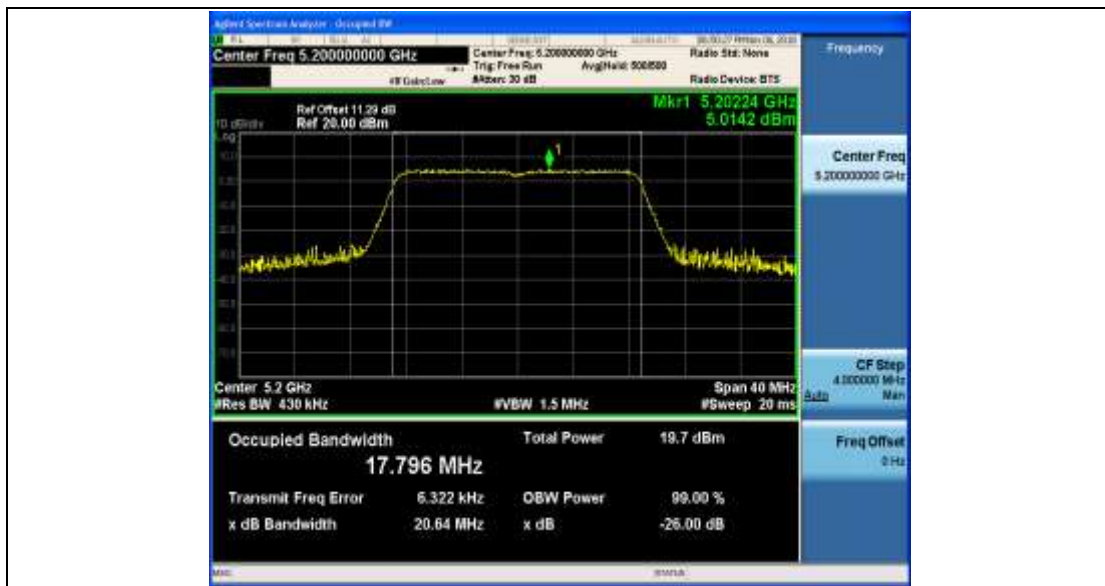 Agilent Spectrum Analyzer - Occupied BW
Center Freq 5.200000000 GHz
Center Freq: 5.200000000 GHz
Radio Std: None
Trig: Free Run
Avg|Hold: 500/500
#IFGain:Low
#Atten: 30 dB
Radio Device: BTS
Frequency
Ref Offset 11.29 dB
Mkr1 5.20224 GHz
10 dB/div
Ref 20.00 dBm
5.0142 dBm
Log
1
Center Freq
5.200000000 GHz
Center 5.2 GHz
Span 40 MHz
#Res BW 430 kHz
#VBW 1.5 MHz
#Sweep 20 ms
CF Step
4.000000 MHz
Auto
Man
Occupied Bandwidth
Total Power
19.7 dBm
17.796 MHz
Freq Offset
0 Hz
Transmit Freq Error
6.322 kHz
OBW Power
99.00 %
x dB Bandwidth
20.64 MHz
x dB
-26.00 dB
MSG
STATUS